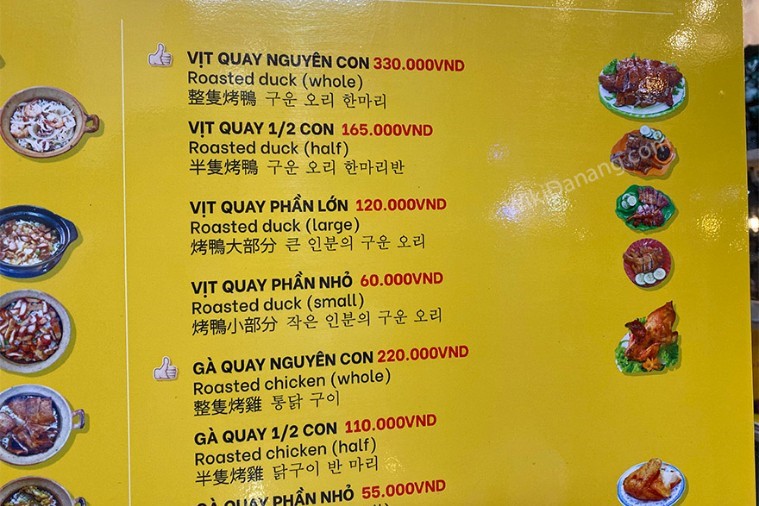 VỊT QUAY NGUYÊN CON 330.000VND
Roasted duck (whole)
整隻烤鴨 구운 오리 한마리
VỊT QUAY 1/2 CON 165.000VND
Roasted duck (half)
半隻烤鴨 구운 오리 한마리반
VỊT QUAY PHẦN LỚN 120.000VND
Roasted duck (large)
烤鴨大部分 큰 인분의 구운 오리
VỊT QUAY PHẦN NHỎ 60.000VND
Roasted duck (small)
烤鴨小部分 작은 인분의 구운 오리
GÀ QUAY NGUYÊN CON 220.000VND
Roasted chicken (whole)
整隻烤雞 통닭 구이
GÀ QUAY 1/2 CON 110.000VND
Roasted chicken (half)
半隻烤雞 닭구이 반 마리
GÀ QUAY PHẦN NHỎ 55.000VND